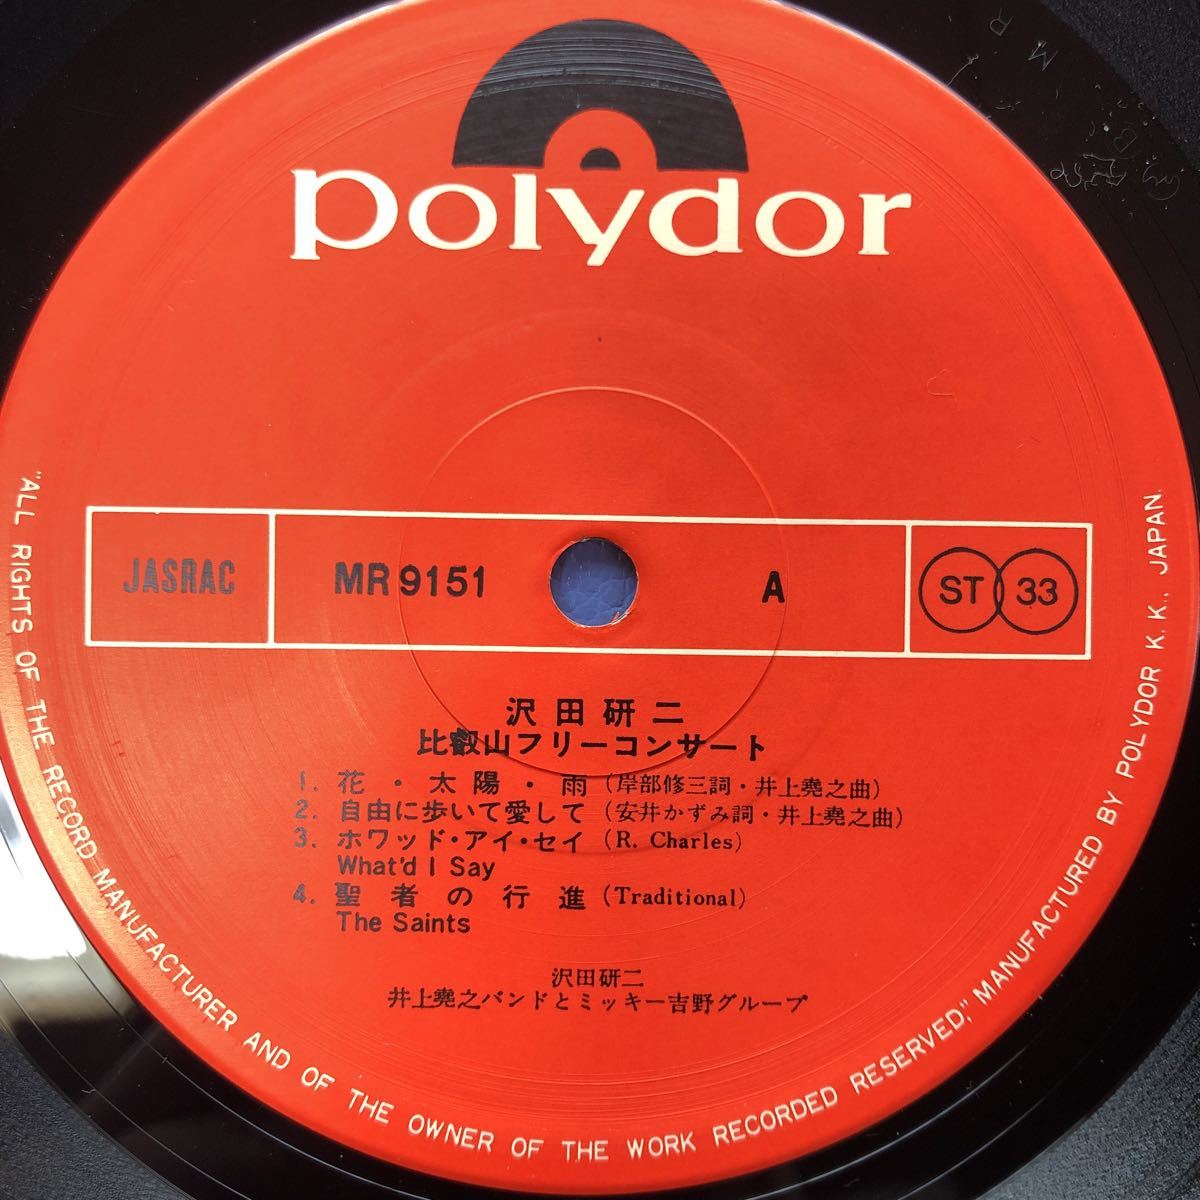 polydor
JASRAC
MR 9151
A
ST 33
沢田研二
比叡山フリーコンサート
1. 花・太陽・雨 (岸部修三詞・井上堯之曲)
2. 自由に歩いて愛して (安井かずみ詞・井上堯之曲)
3. ホワッド・アイ・セイ (R. Charles)
What'd I Say
4. 聖者の行進 (Traditional)
The Saints
沢田研二
井上堯之バンドとミッキー吉野グループ
"ALL RIGHTS OF THE RECORD MANUFACTURER AND OF THE OWNER OF THE WORK RECORDED RESERVED," MANUFACTURED BY POLYDOR K. K., JAPAN.